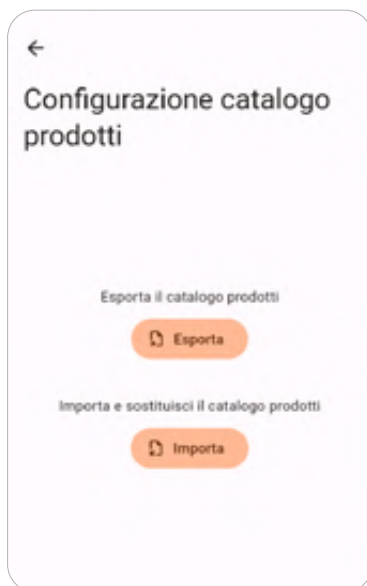 Configurazione catalogo
prodotti
Esporta il catalogo prodotti
Esporta
Importa e sostituisci il catalogo prodotti
Importa